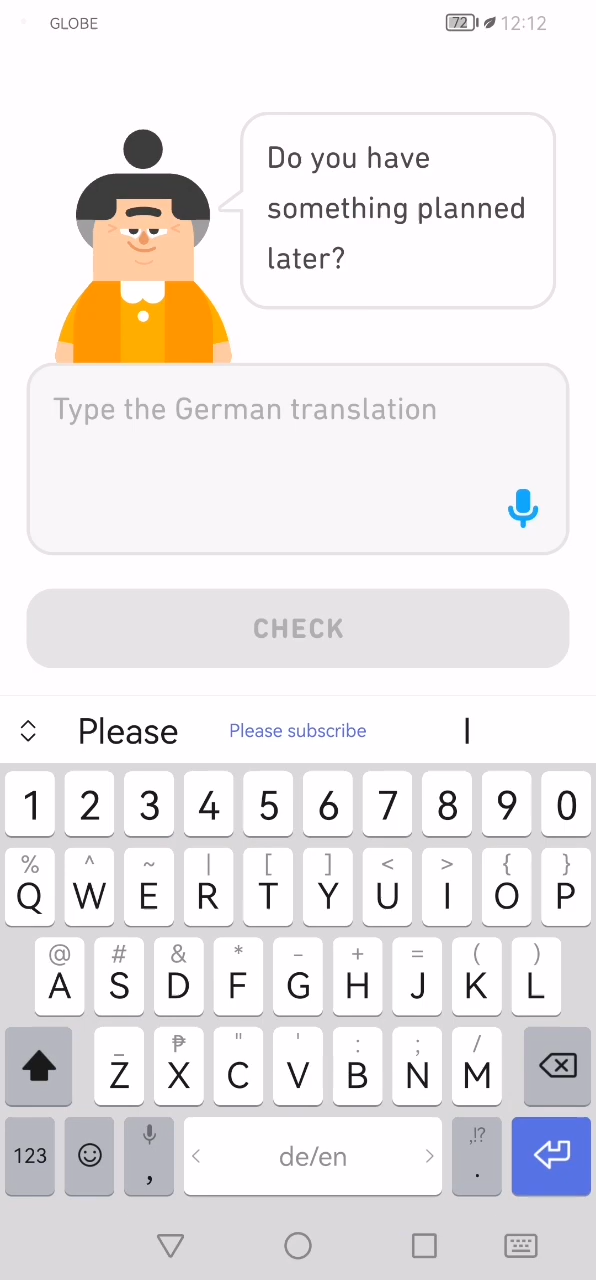 GLOBE 72 12:12
Do you have
something planned
later?
Type the German translation
CHECK
Please Please subscribe I
1 2 3 4 5 6 7 8 9 0
% ^ ~ | [ ] < > { }
Q W E R T Y U I O P
@ # & * - + = ( )
A S D F G H J K L
_ ₱ " ' : ; /
Z X C V B N M
,!?
123 , de/en .